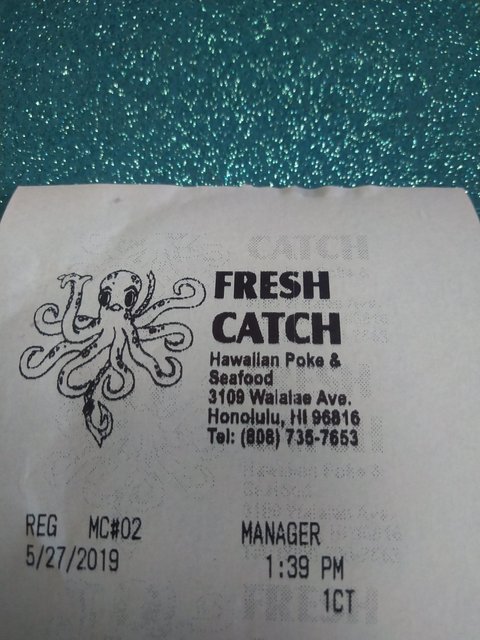 FRESH
CATCH
Hawaiian Poke &
Seafood
3109 Waialae Ave.
Honolulu, HI 96816
Tel: (808) 735-7653
REG MC#02 MANAGER
5/27/2019 1:39 PM
1CT